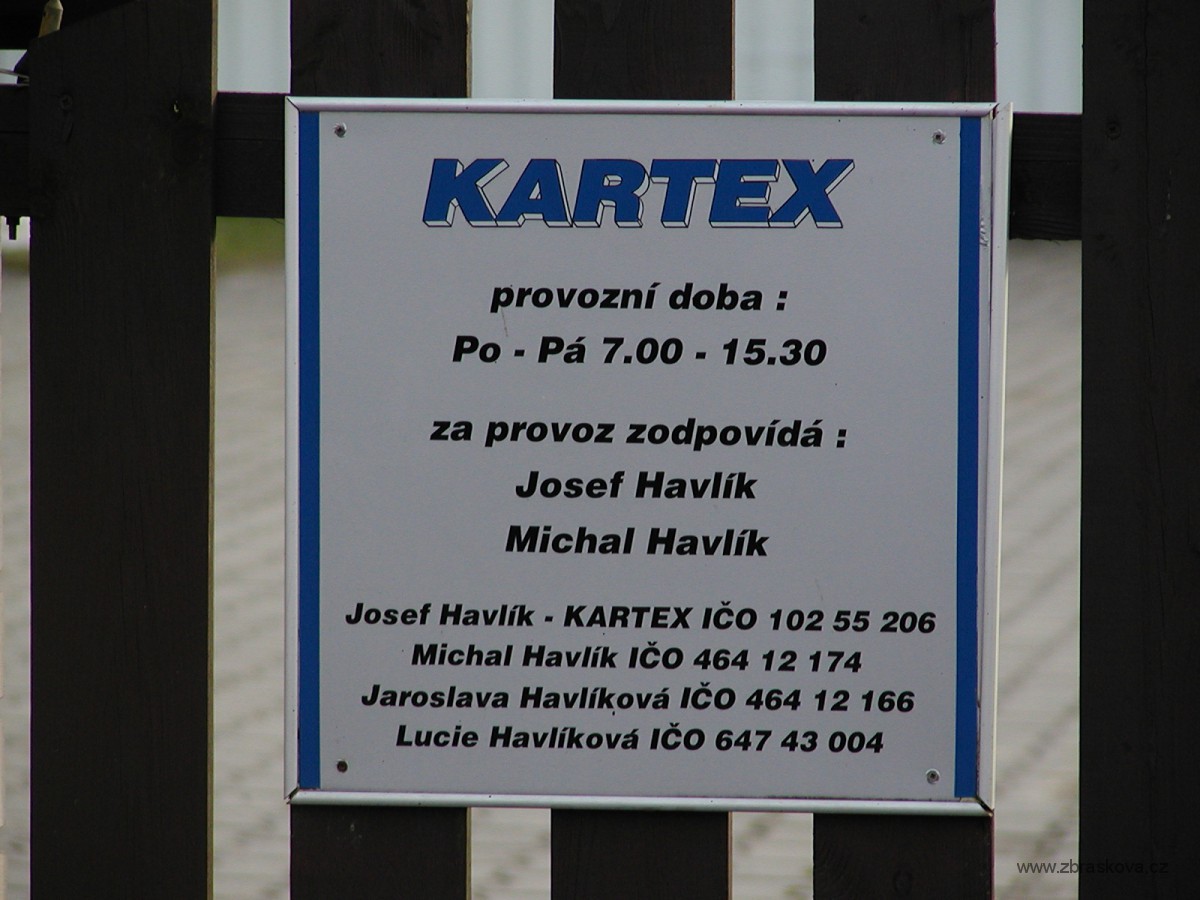 KARTEX
provozní doba :
Po - Pá 7.00 - 15.30
za provoz zodpovídá :
Josef Havlík
Michal Havlík
Josef Havlík - KARTEX IČO 102 55 206
Michal Havlík IČO 464 12 174
Jaroslava Havlíková IČO 464 12 166
Lucie Havlíková IČO 647 43 004
www.zbraskova.cz